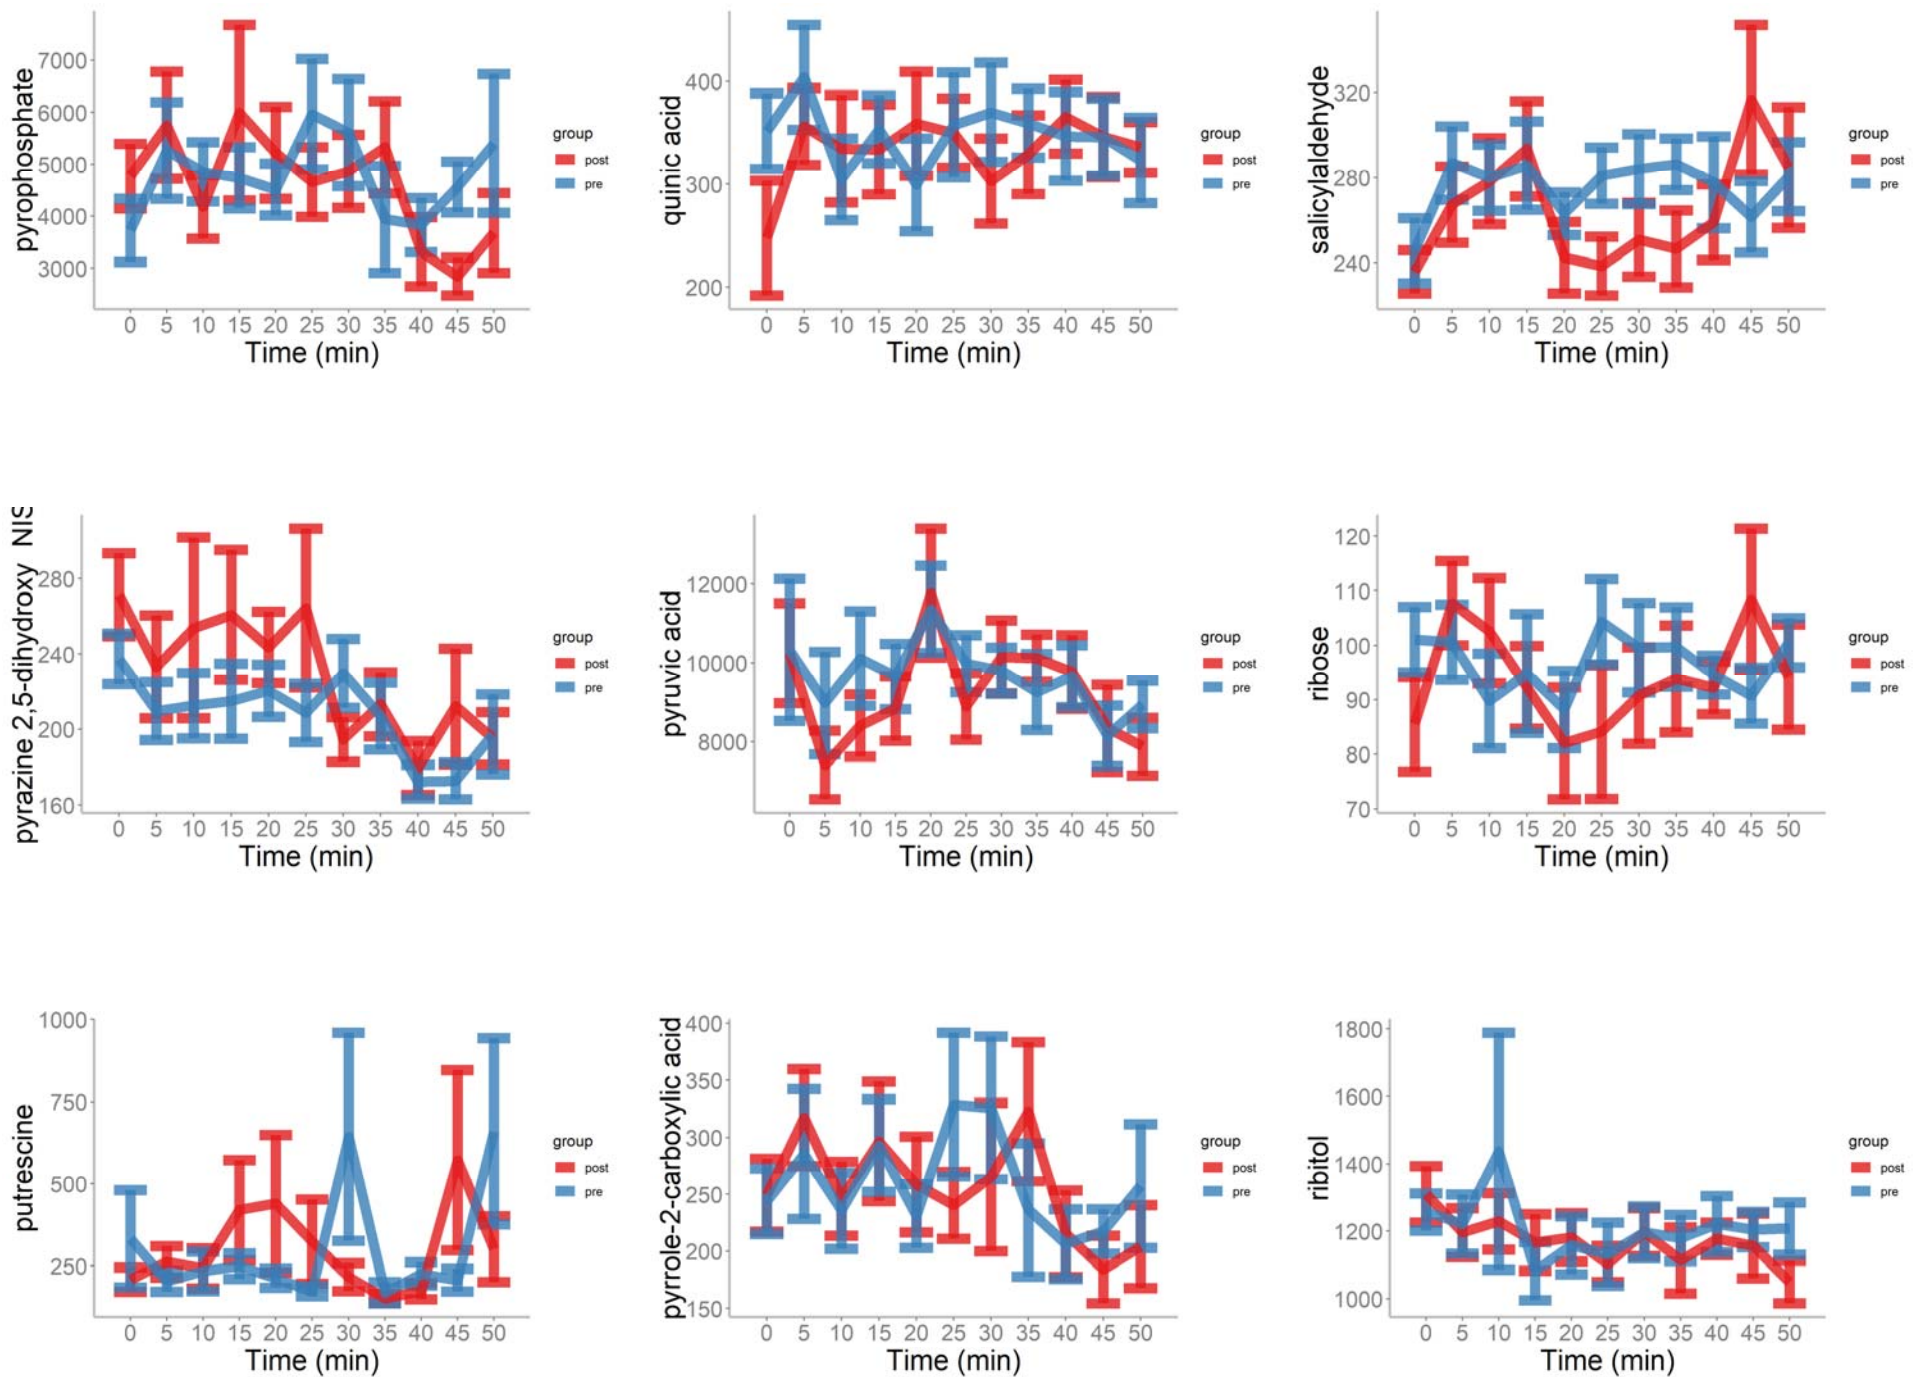 pyrophosphate
7000
6000
5000
4000
3000
0 5 10 15 20 25 30 35 40 45 50
Time (min)
group
post
pre
quinic acid
400
300
200
0 5 10 15 20 25 30 35 40 45 50
Time (min)
group
post
pre
salicylaldehyde
320
280
240
0 5 10 15 20 25 30 35 40 45 50
Time (min)
group
post
pre
pyrazine 2,5-dihydroxy NIS
280
240
200
160
0 5 10 15 20 25 30 35 40 45 50
Time (min)
group
post
pre
pyruvic acid
12000
10000
8000
0 5 10 15 20 25 30 35 40 45 50
Time (min)
group
post
pre
ribose
120
110
100
90
80
70
0 5 10 15 20 25 30 35 40 45 50
Time (min)
group
post
pre
putrescine
1000
750
500
250
0 5 10 15 20 25 30 35 40 45 50
Time (min)
group
post
pre
pyrrole-2-carboxylic acid
400
350
300
250
200
150
0 5 10 15 20 25 30 35 40 45 50
Time (min)
group
post
pre
ribitol
1800
1600
1400
1200
1000
0 5 10 15 20 25 30 35 40 45 50
Time (min)
group
post
pre